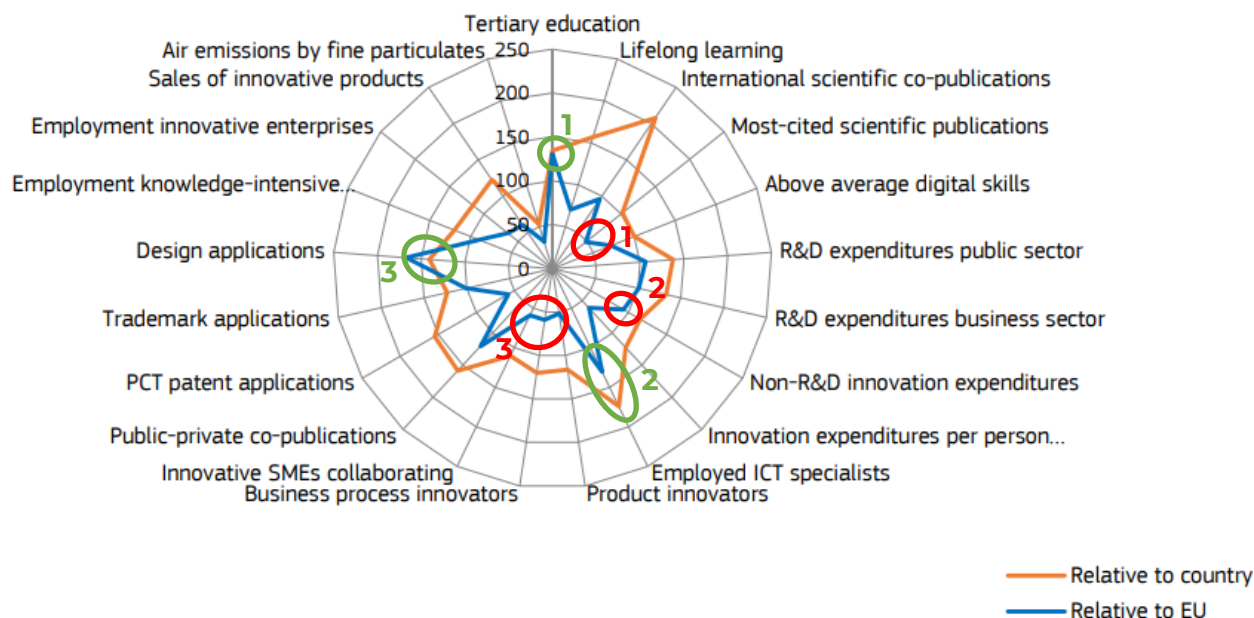 Tertiary education
Air emissions by fine particulates
250
Lifelong learning
Sales of innovative products
200
International scientific co-publications
Employment innovative enterprises
150
1
Most-cited scientific publications
Employment knowledge-intensive...
100
Above average digital skills
Design applications
3
50
1
R&D expenditures public sector
0
Trademark applications
2
R&D expenditures business sector
3
PCT patent applications
2
Non-R&D innovation expenditures
Public-private co-publications
Innovation expenditures per person...
Innovative SMEs collaborating
Employed ICT specialists
Business process innovators
Product innovators
Relative to country
Relative to EU